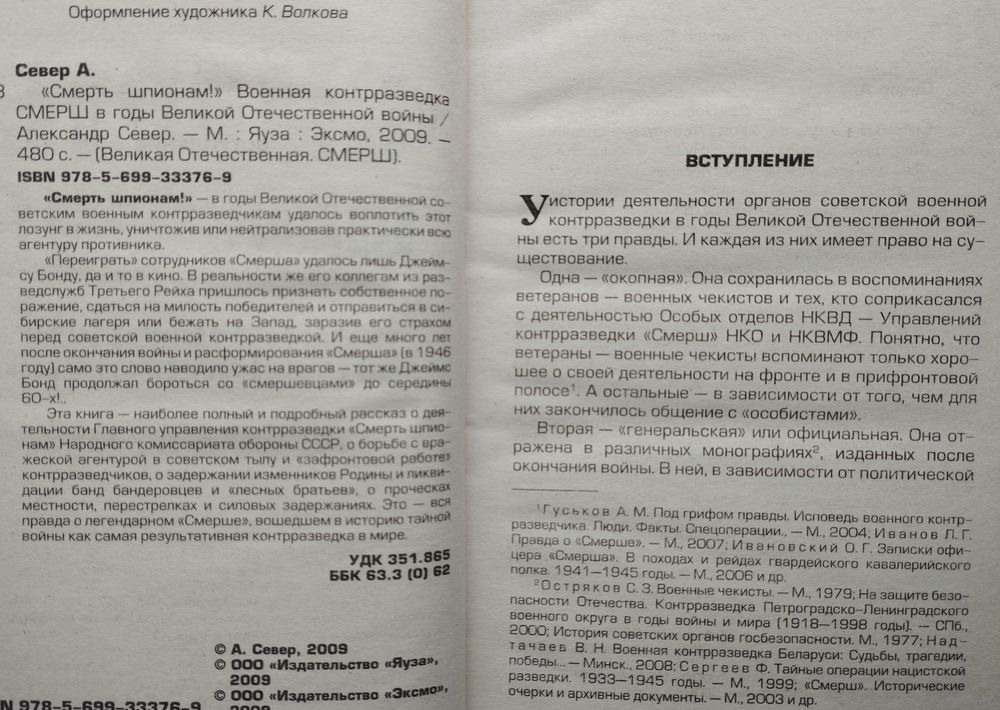 Оформление художника К. Волкова
Север А.
«Смерть шпионам!» Военная контрразведка
СМЕРШ в годы Великой Отечественной войны /
Александр Север. — М. : Яуза : Эксмо, 2009. —
480 с. — (Великая Отечественная. СМЕРШ).
ISBN 978-5-699-33376-9
«Смерть шпионам!» — в годы Великой Отечественной со-
ветским военным контрразведчикам удалось воплотить этот
лозунг в жизнь, уничтожив или нейтрализовав практически всю
агентуру противника.
«Переиграть» сотрудников «Смерша» удалось лишь Джейм-
су Бонду, да и то в кино. В реальности же его коллегам из раз-
ведслужб Третьего Рейха пришлось признать собственное по-
ражение, сдаться на милость победителей и отправиться в си-
бирские лагеря или бежать на Запад, заразив его страхом
перед советской военной контрразведкой. И еще много лет
после окончания войны и расформирования «Смерша» (в 1946
году) само это слово наводило ужас на врагов — тот же Джеймс
Бонд продолжал бороться со «смершевцами» до середины
60-х!..
Эта книга — наиболее полный и подробный рассказ о дея-
тельности Главного управления контрразведки «Смерть шпио-
нам» Народного комиссариата обороны СССР, о борьбе с вра-
жеской агентурой в советском тылу и «зафронтовой работе»
контрразведчиков, о задержании изменников Родины и ликви-
дации банд бандеровцев и «лесных братьев», о проческах
местности, перестрелках и силовых задержаниях. Это — вся
правда о легендарном «Смерше», вошедшем в историю тайной
войны как самая результативная контрразведка в мире.
УДК 351.865
ББК 63.3 (0) 62
© А. Север, 2009
© ООО «Издательство «Яуза»,
2009
© ООО «Издательство «Эксмо»,
2009
N 978-5-699-33376-9
ВСТУПЛЕНИЕ
У истории деятельности органов советской военной
контрразведки в годы Великой Отечественной вой-
ны есть три правды. И каждая из них имеет право на су-
ществование.
Одна — «окопная». Она сохранилась в воспоминаниях
ветеранов — военных чекистов и тех, кто соприкасался
с деятельностью Особых отделов НКВД — Управлений
контрразведки «Смерш» НКО и НКВМФ. Понятно, что
ветераны — военные чекисты вспоминают только хоро-
шее о своей деятельности на фронте и в прифронтовой
полосе¹. А остальные — в зависимости от того, чем для
них закончилось общение с «особистами».
Вторая — «генеральская» или официальная. Она от-
ражена в различных монографиях², изданных после
окончания войны. В ней, в зависимости от политической
¹ Гуськов А. М. Под грифом правды. Исповедь военного контр-
разведчика. Люди. Факты. Спецоперации., — М., 2004; Иванов Л. Г.
Правда о «Смерше». — М., 2007; Ивановский О. Г. Записки офи-
цера «Смерша». В походах и рейдах гвардейского кавалерийского
полка. 1941—1945 годы. — М., 2006 и др.
² Остряков С. З. Военные чекисты. — М., 1979; На защите безо-
пасности Отечества. Контрразведка Петроградско-Ленинградского
военного округа в годы войны и мира (1918—1998 годы). — СПб.,
2000; История советских органов госбезопасности. М., 1977; Над-
тачаев В. Н. Военная контрразведка Беларуси: Судьбы, трагедии,
победы... — Минск., 2008; Сергеев Ф. Тайные операции нацистской
разведки. 1933—1945 годы. — М., 1999; «Смерш». Исторические
очерки и архивные документы. — М., 2003 и др.